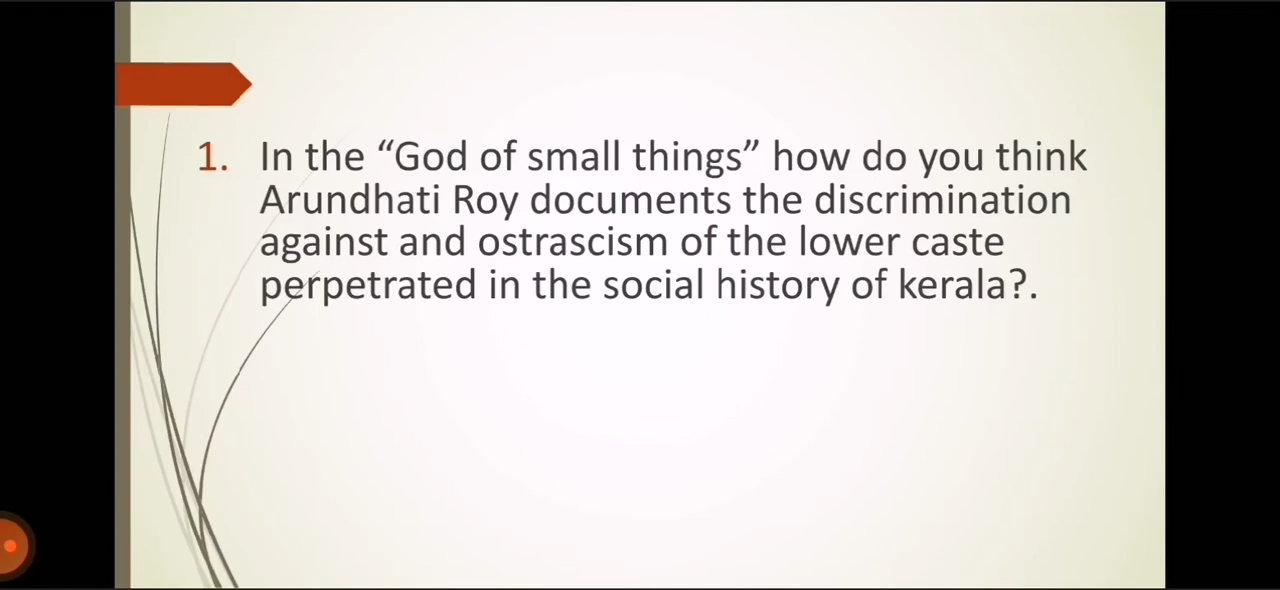 1. In the “God of small things” how do you think
Arundhati Roy documents the discrimination
against and ostrascism of the lower caste
perpetrated in the social history of kerala?.